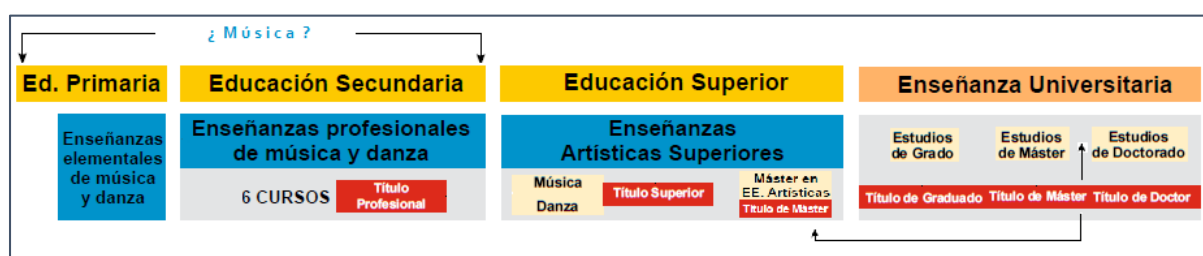 ¿ Música ?
Ed. Primaria
Educación Secundaria
Educación Superior
Enseñanza Universitaria
Enseñanzas
elementales
de música
y danza
Enseñanzas profesionales
de música y danza
6 CURSOS
Título
Profesional
Enseñanzas
Artísticas Superiores
Música
Danza
Título Superior
Máster en
EE. Artísticas
Título de Máster
Estudios
de Grado
Estudios
de Máster
Estudios
de Doctorado
Título de Graduado
Título de Máster
Título de Doctor